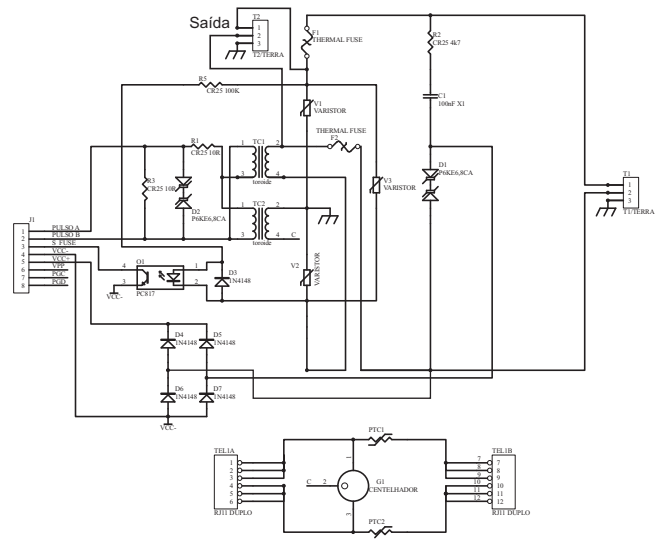 Saída
T2
1
2
3
T2/TERRA
F1
THERMAL FUSE
R2
CR25 4k7
C1
100nF X1
R5
CR25 100K
V1
VARISTOR
THERMAL FUSE
F2
R1
CR25 10R
1
TC1
2
3
4
toroide
R3
CR25 10R
D2
P6KE6,8CA
D1
P6KE6,8CA
V3
VARISTOR
T1
1
2
3
T1/TERRA
1
TC2
2
3
4
C
toroide
J1
1
2
3
4
5
6
7
8
PULSO A
PULSO B
S. FUSE
VCC-
VCC+
VPP
PGC
PGD
4
O1
1
3
2
PC817
VCC-
D3
1N4148
V2
VARISTOR
D4
1N4148
D5
1N4148
D6
1N4148
D7
1N4148
VCC-
PTC1
TEL1A
1
2
3
4
5
6
RJ11 DUPLO
1
C
2
3
G1
CENTELHADOR
PTC2
TEL1B
7
8
9
10
11
12
7
8
9
10
11
12
RJ11 DUPLO